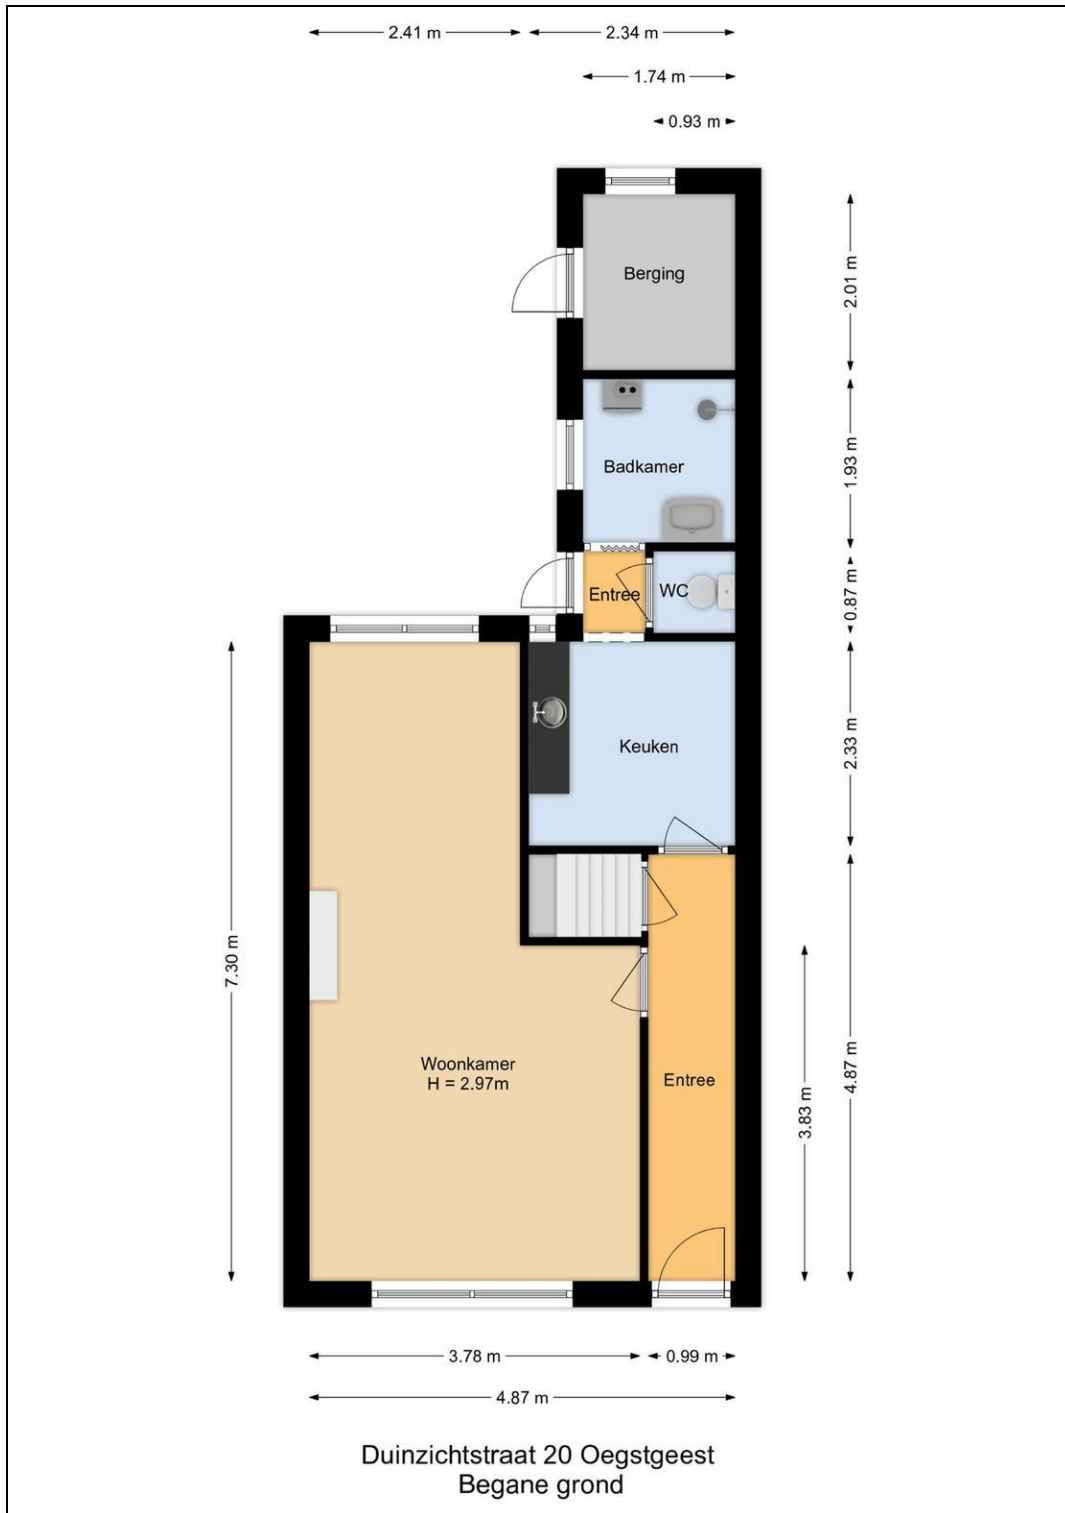 2.41 m
2.34 m
1.74 m
0.93 m
Berging
2.01 m
Badkamer
1.93 m
Entree
WC
0.87 m
Keuken
2.33 m
7.30 m
Woonkamer
H = 2.97m
Entree
3.83 m
4.87 m
3.78 m
0.99 m
4.87 m
Duinzichtstraat 20 Oegstgeest
Begane grond